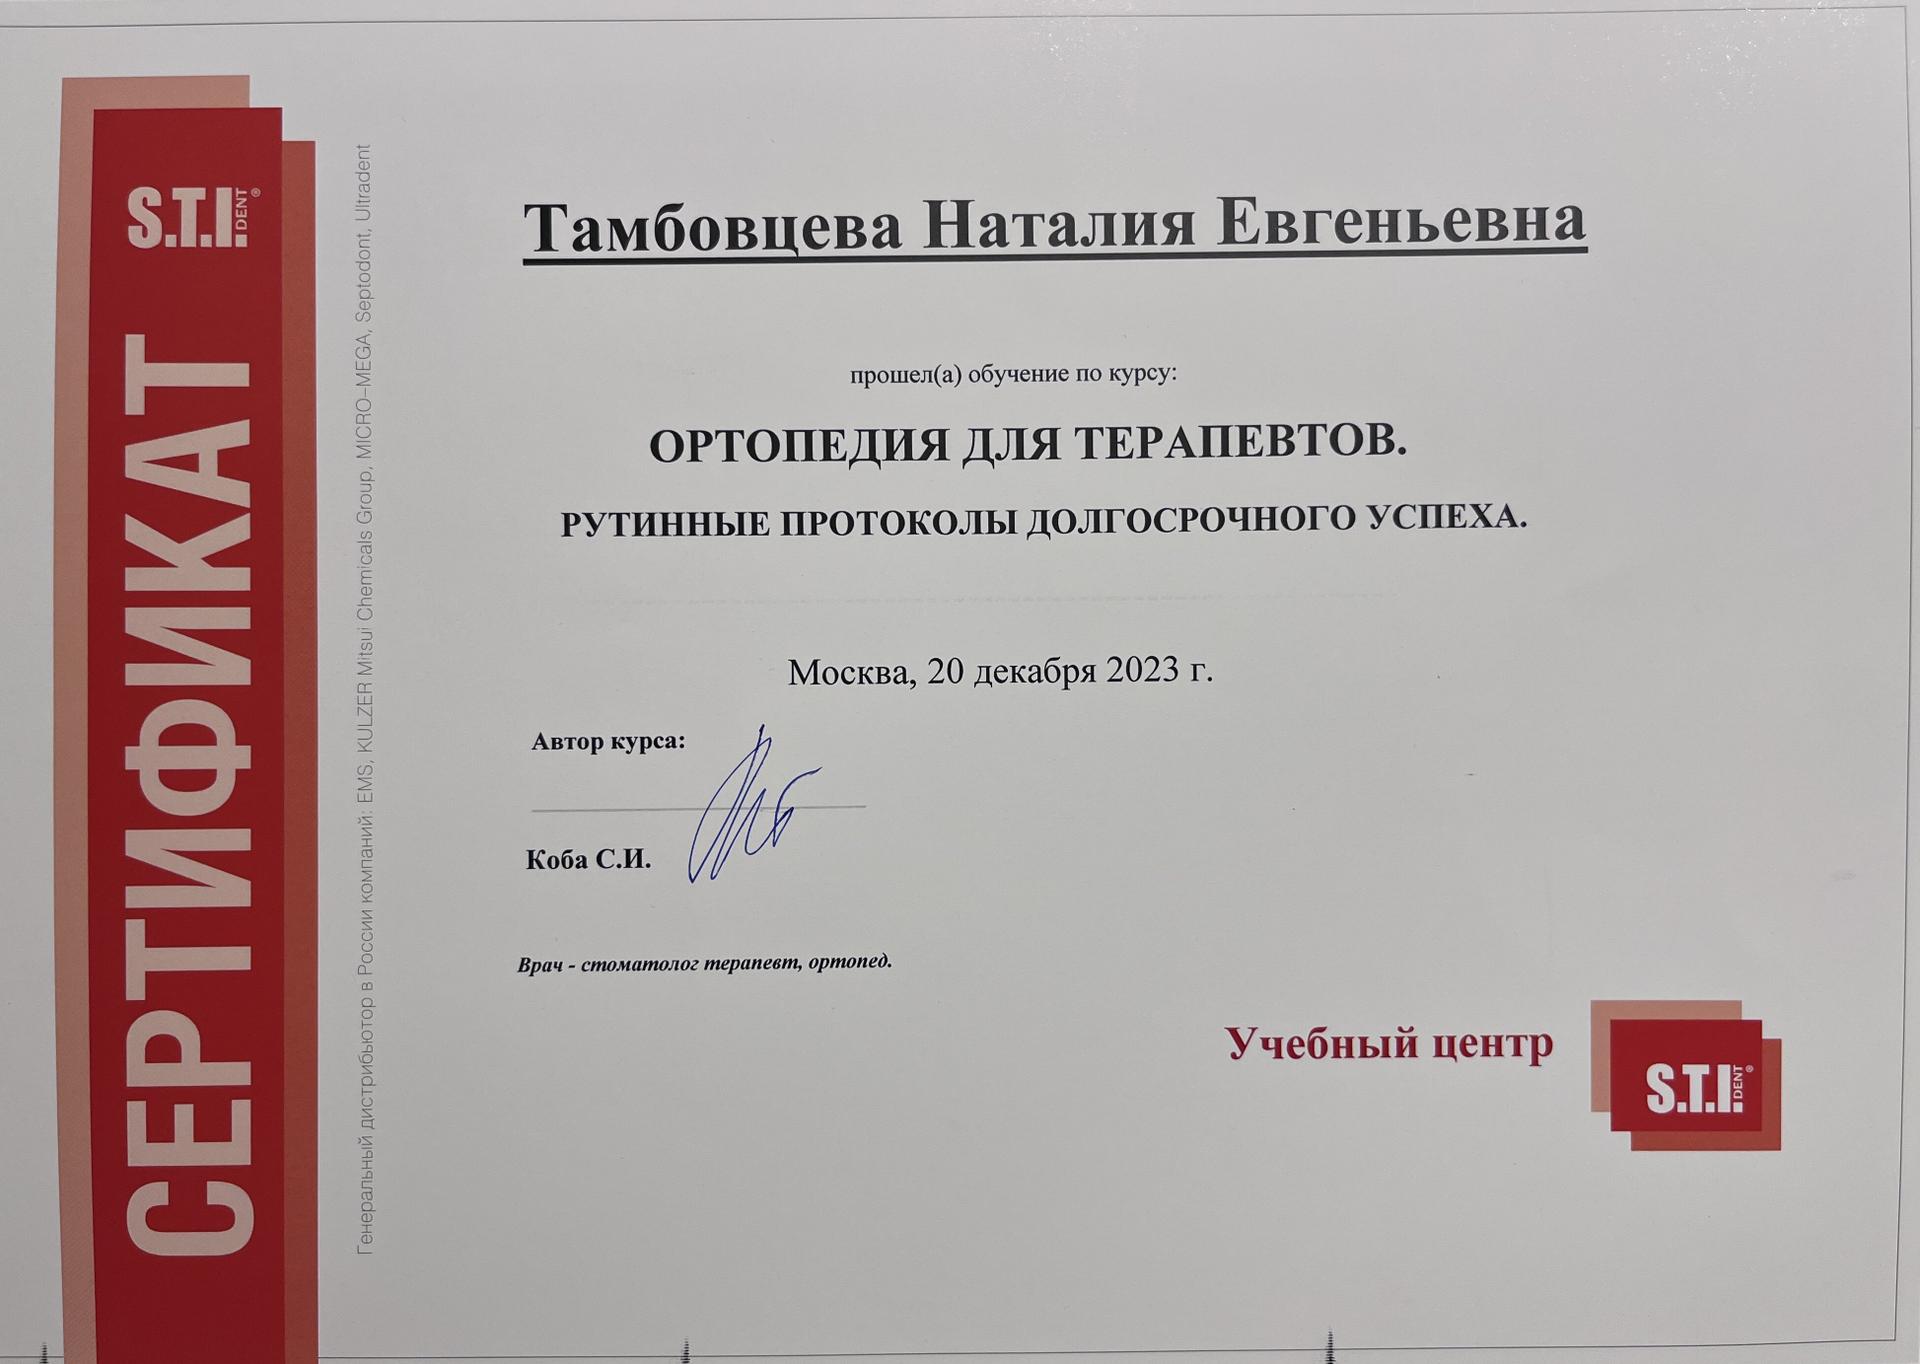 S.T.I.DENT®
СЕРТИФИКАТ
Генеральный дистрибьютор в России компаний: EMS, KULZER Mitsui Chemicals Group, MICRO-MEGA, Septodont, Ultradent
Тамбовцева Наталия Евгеньевна
прошел(а) обучение по курсу:
ОРТОПЕДИЯ ДЛЯ ТЕРАПЕВТОВ.
РУТИННЫЕ ПРОТОКОЛЫ ДОЛГОСРОЧНОГО УСПЕХА.
Москва, 20 декабря 2023 г.
Автор курса:
Коба С.И.
Врач - стоматолог терапевт, ортопед.
Учебный центр
S.T.I.DENT®